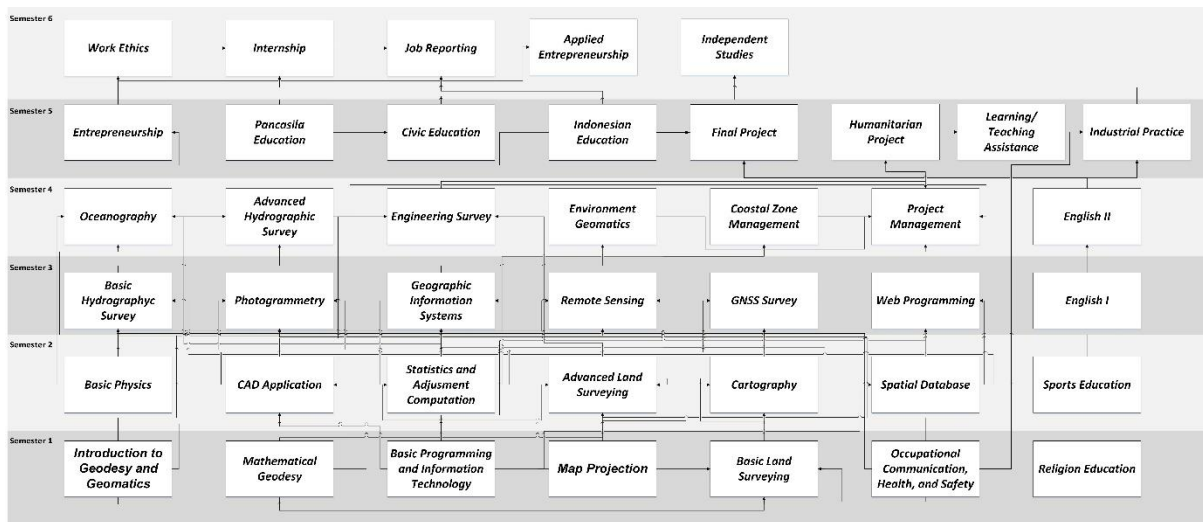 Semester 6
Work Ethics
Internship
Job Reporting
Applied
Entrepreneurship
Independent
Studies
Semester 5
Entrepreneurship
Pancasila
Education
Civic Education
Indonesian
Education
Final Project
Humanitarian
Project
Learning/
Teaching
Assistance
Industrial Practice
Semester 4
Oceanography
Advanced
Hydrographic
Survey
Engineering Survey
Environment
Geomatics
Coastal Zone
Management
Project
Management
English II
Semester 3
Basic
Hydrographyc
Survey
Photogrammetry
Geographic
Information
Systems
Remote Sensing
GNSS Survey
Web Programming
English I
Semester 2
Basic Physics
CAD Application
Statistics and
Adjusment
Computation
Advanced Land
Surveying
Cartography
Spatial Database
Sports Education
Semester 1
Introduction to
Geodesy and
Geomatics
Mathematical
Geodesy
Basic Programming
and Information
Technology
Map Projection
Basic Land
Surveying
Occupational
Communication,
Health, and Safety
Religion Education